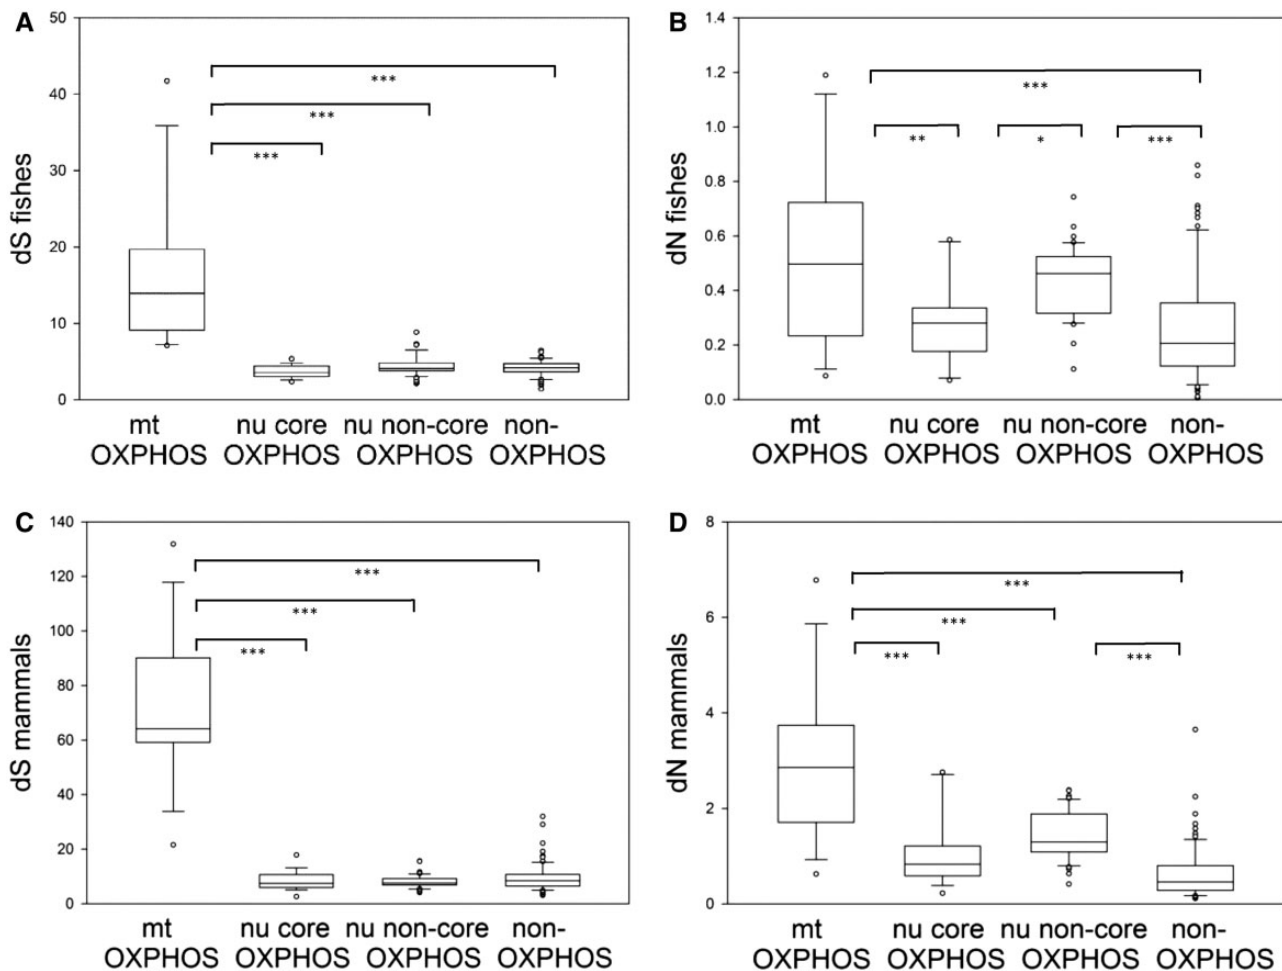 A
dS fishes
50
40
30
20
10
0
***
***
***
mt OXPHOS
nu core OXPHOS
nu non-core OXPHOS
non-OXPHOS
B
dN fishes
1.4
1.2
1.0
0.8
0.6
0.4
0.2
0.0
***
**
*
***
mt OXPHOS
nu core OXPHOS
nu non-core OXPHOS
non-OXPHOS
C
dS mammals
140
120
100
80
60
40
20
0
***
***
***
mt OXPHOS
nu core OXPHOS
nu non-core OXPHOS
non-OXPHOS
D
dN mammals
8
6
4
2
0
***
***
***
***
mt OXPHOS
nu core OXPHOS
nu non-core OXPHOS
non-OXPHOS